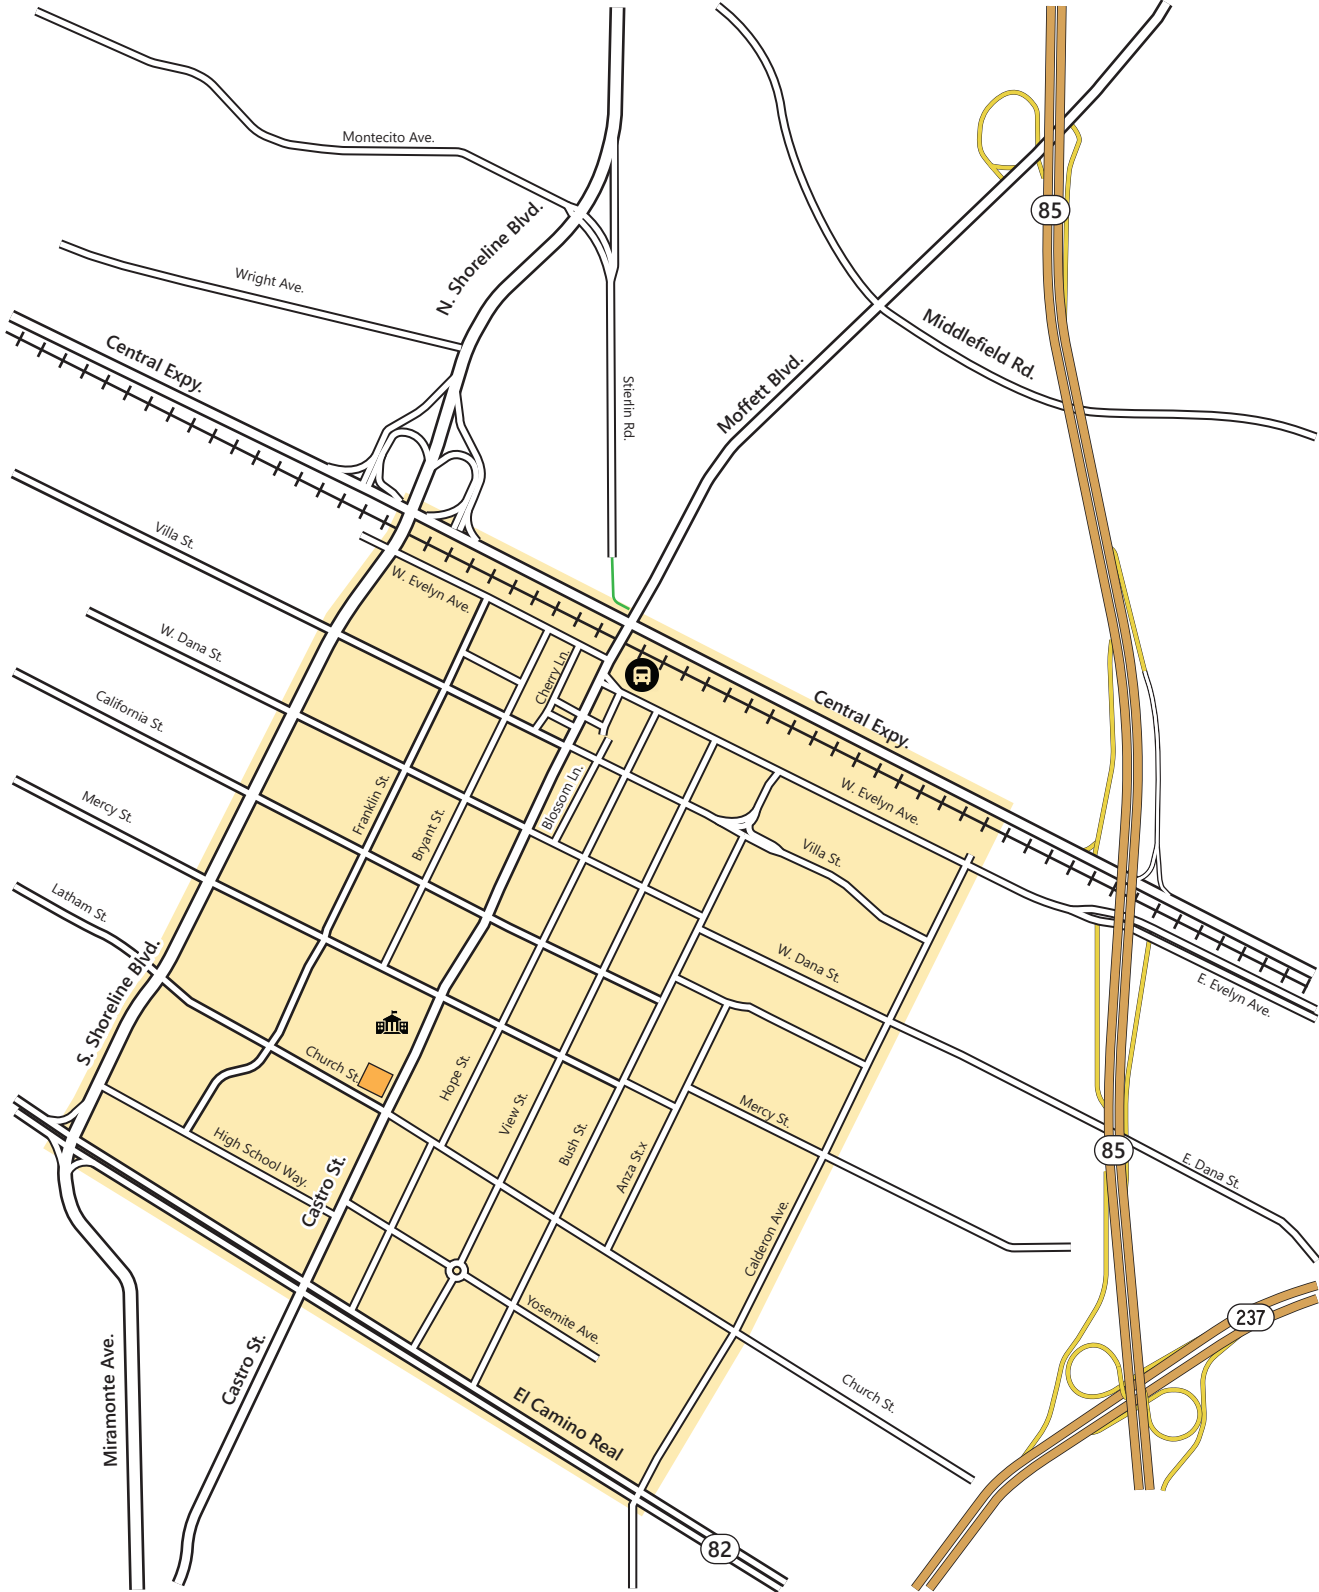 Montecito Ave.
N. Shoreline Blvd.
85
Wright Ave.
Central Expy.
Middlefield Rd.
Moffett Blvd.
Stierlin Rd.
Villa St.
W. Evelyn Ave.
W. Dana St.
Cherry Ln.
California St.
Central Expy.
Mercy St.
Franklin St.
Bryant St.
Blossom Ln.
W. Evelyn Ave.
Villa St.
Latham St.
W. Dana St.
S. Shoreline Blvd.
E. Evelyn Ave.
Church St.
Hope St.
View St.
Bush St.
Anza St.x
Mercy St.
85
E. Dana St.
High School Way.
Castro St.
Calderon Ave.
Yosemite Ave.
237
Miramonte Ave.
Castro St.
El Camino Real
Church St.
82